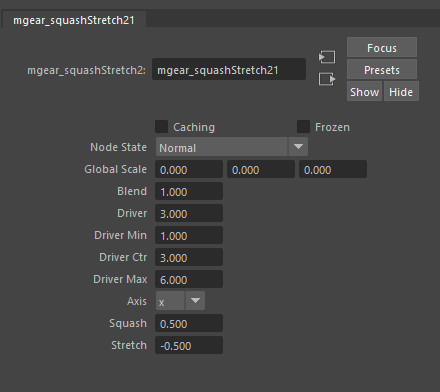 mgear_squashStretch21
Focus
mgear_squashStretch2: mgear_squashStretch21
Presets
Show Hide
Caching Frozen
Node State Normal
Global Scale 0.000 0.000 0.000
Blend 1.000
Driver 3.000
Driver Min 1.000
Driver Ctr 3.000
Driver Max 6.000
Axis x
Squash 0.500
Stretch -0.500